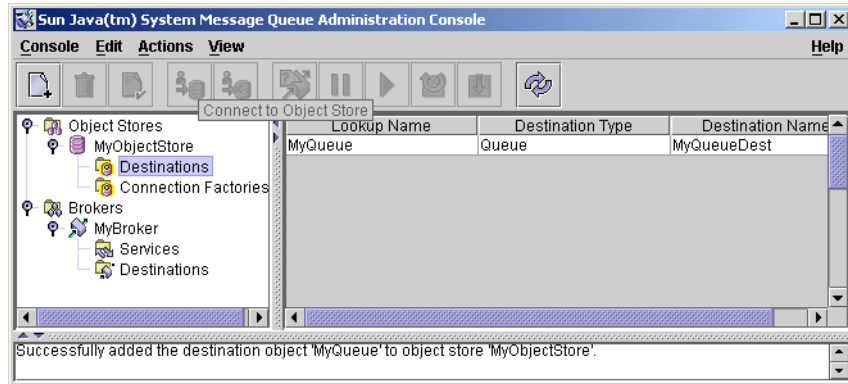 Sun Java(tm) System Message Queue Administration Console
Console Edit Actions View Help
Connect to Object Store
Object Stores
MyObjectStore
Destinations
Connection Factories
Brokers
MyBroker
Services
Destinations
Lookup Name Destination Type Destination Name
MyQueue Queue MyQueueDest
Successfully added the destination object 'MyQueue' to object store 'MyObjectStore'.